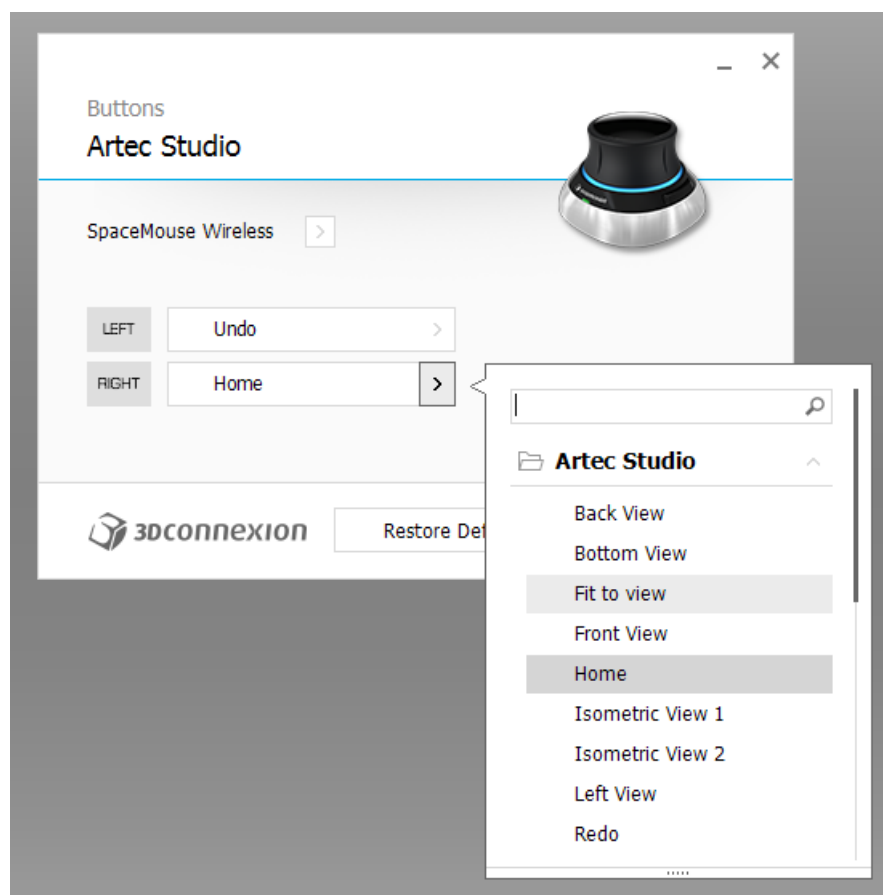 Buttons
Artec Studio
SpaceMouse Wireless
LEFT Undo
RIGHT Home
3Dconnexion Restore Def
Artec Studio
Back View
Bottom View
Fit to view
Front View
Home
Isometric View 1
Isometric View 2
Left View
Redo